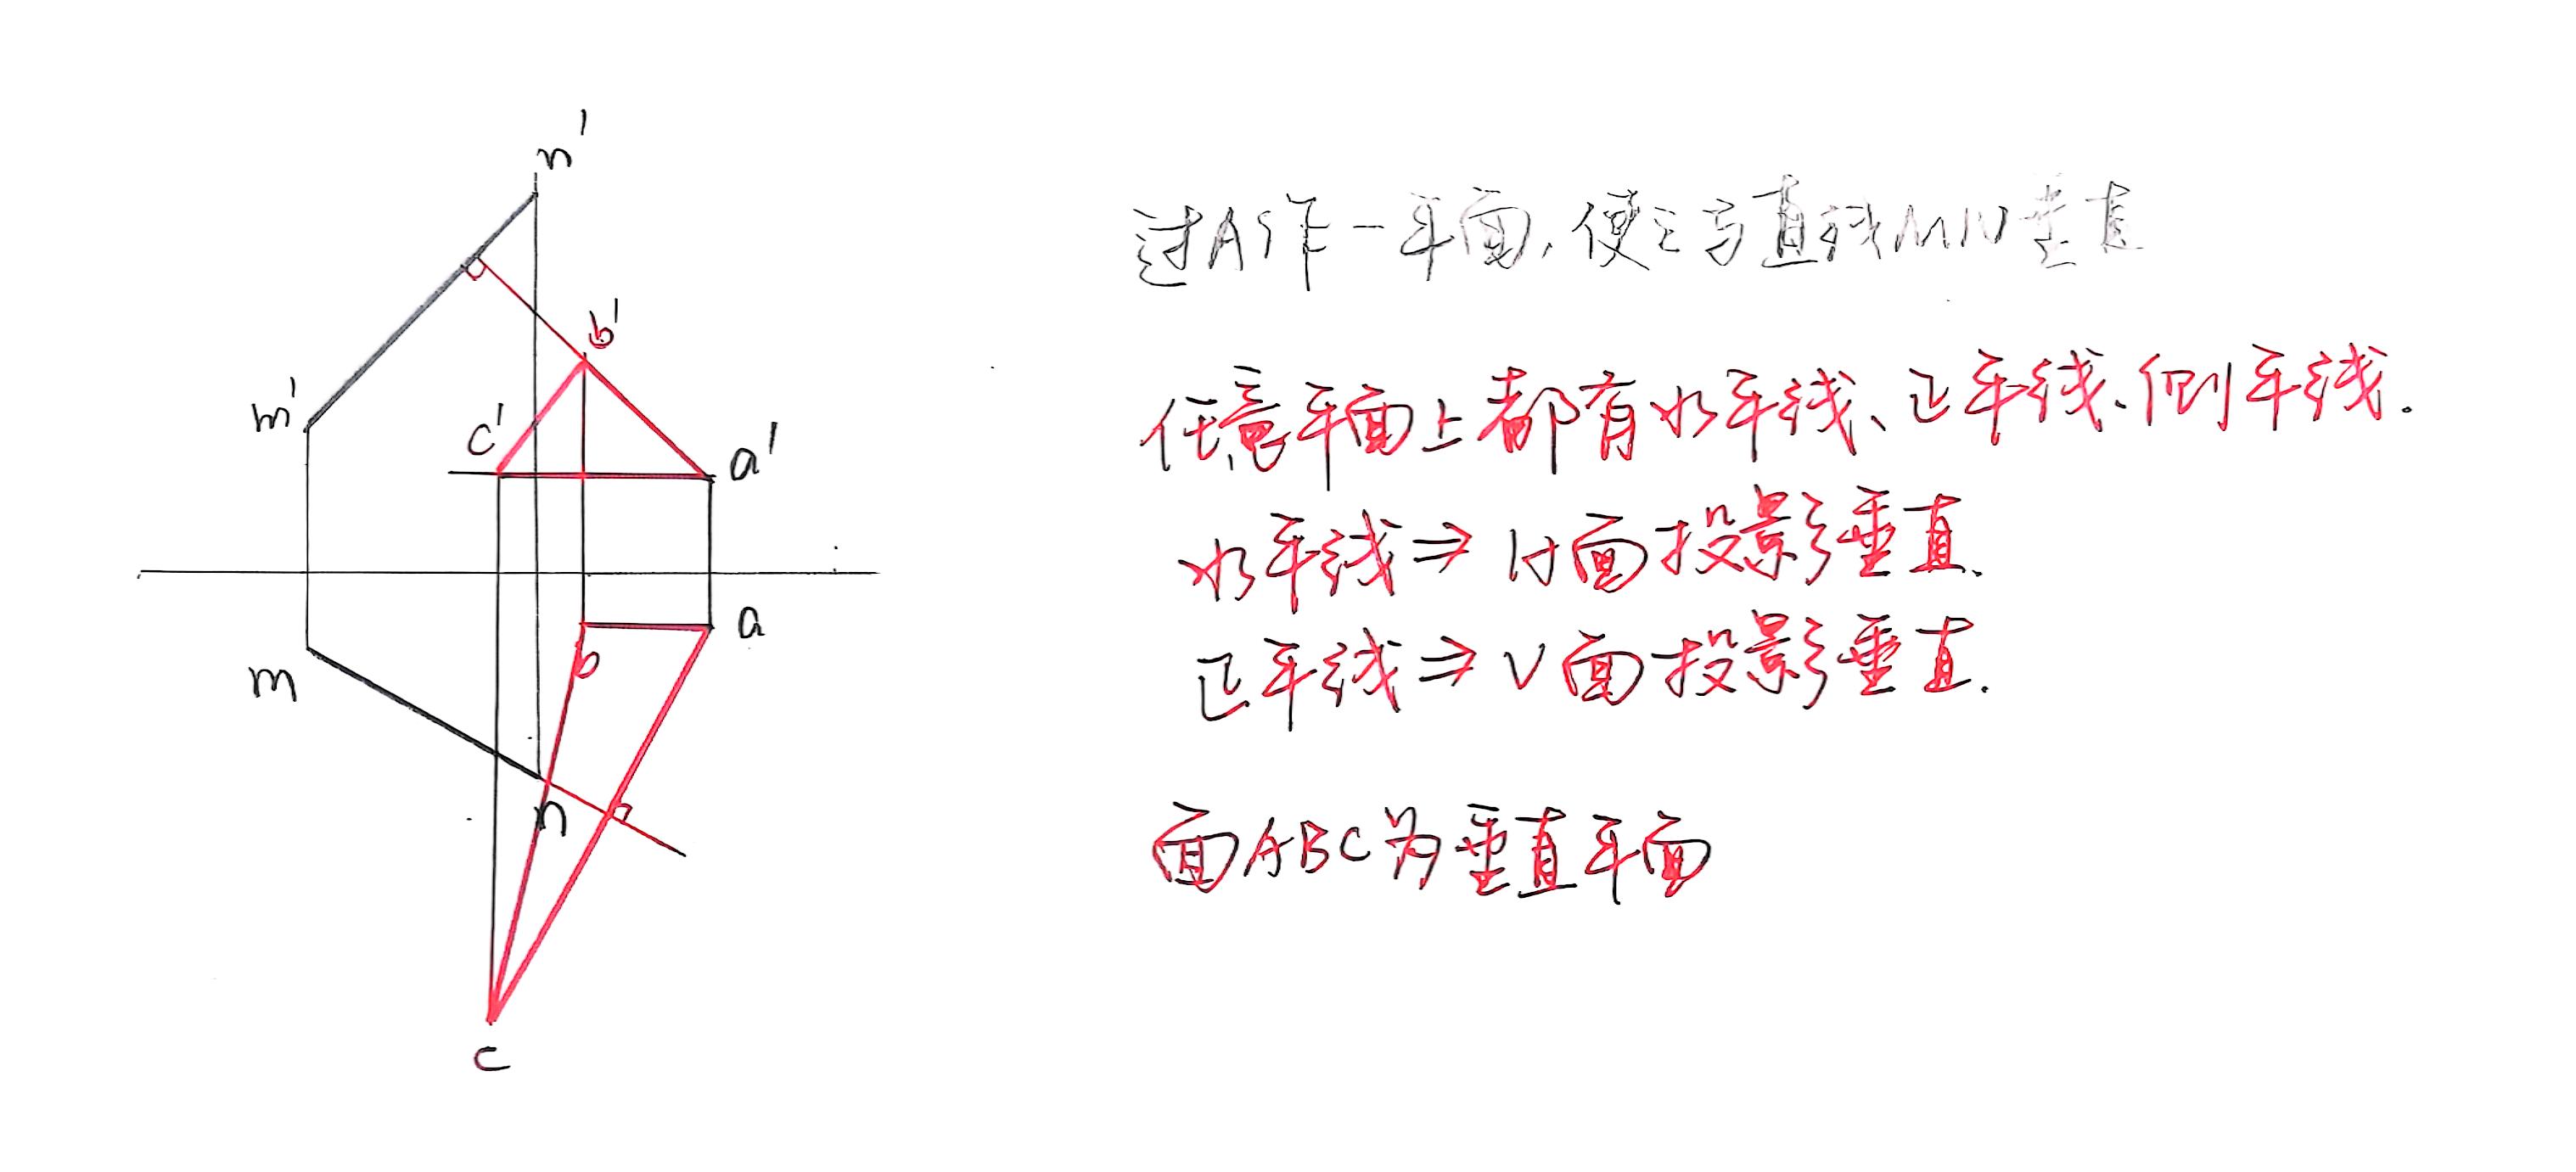 n'
m'
b'
c'
a'
a
b
m
n
c
过A作一平面,使之与直线MN垂直
任意平面上都有水平线、正平线、侧平线.
水平线⇒H面投影垂直.
正平线⇒V面投影垂直.
面ABC为垂直平面